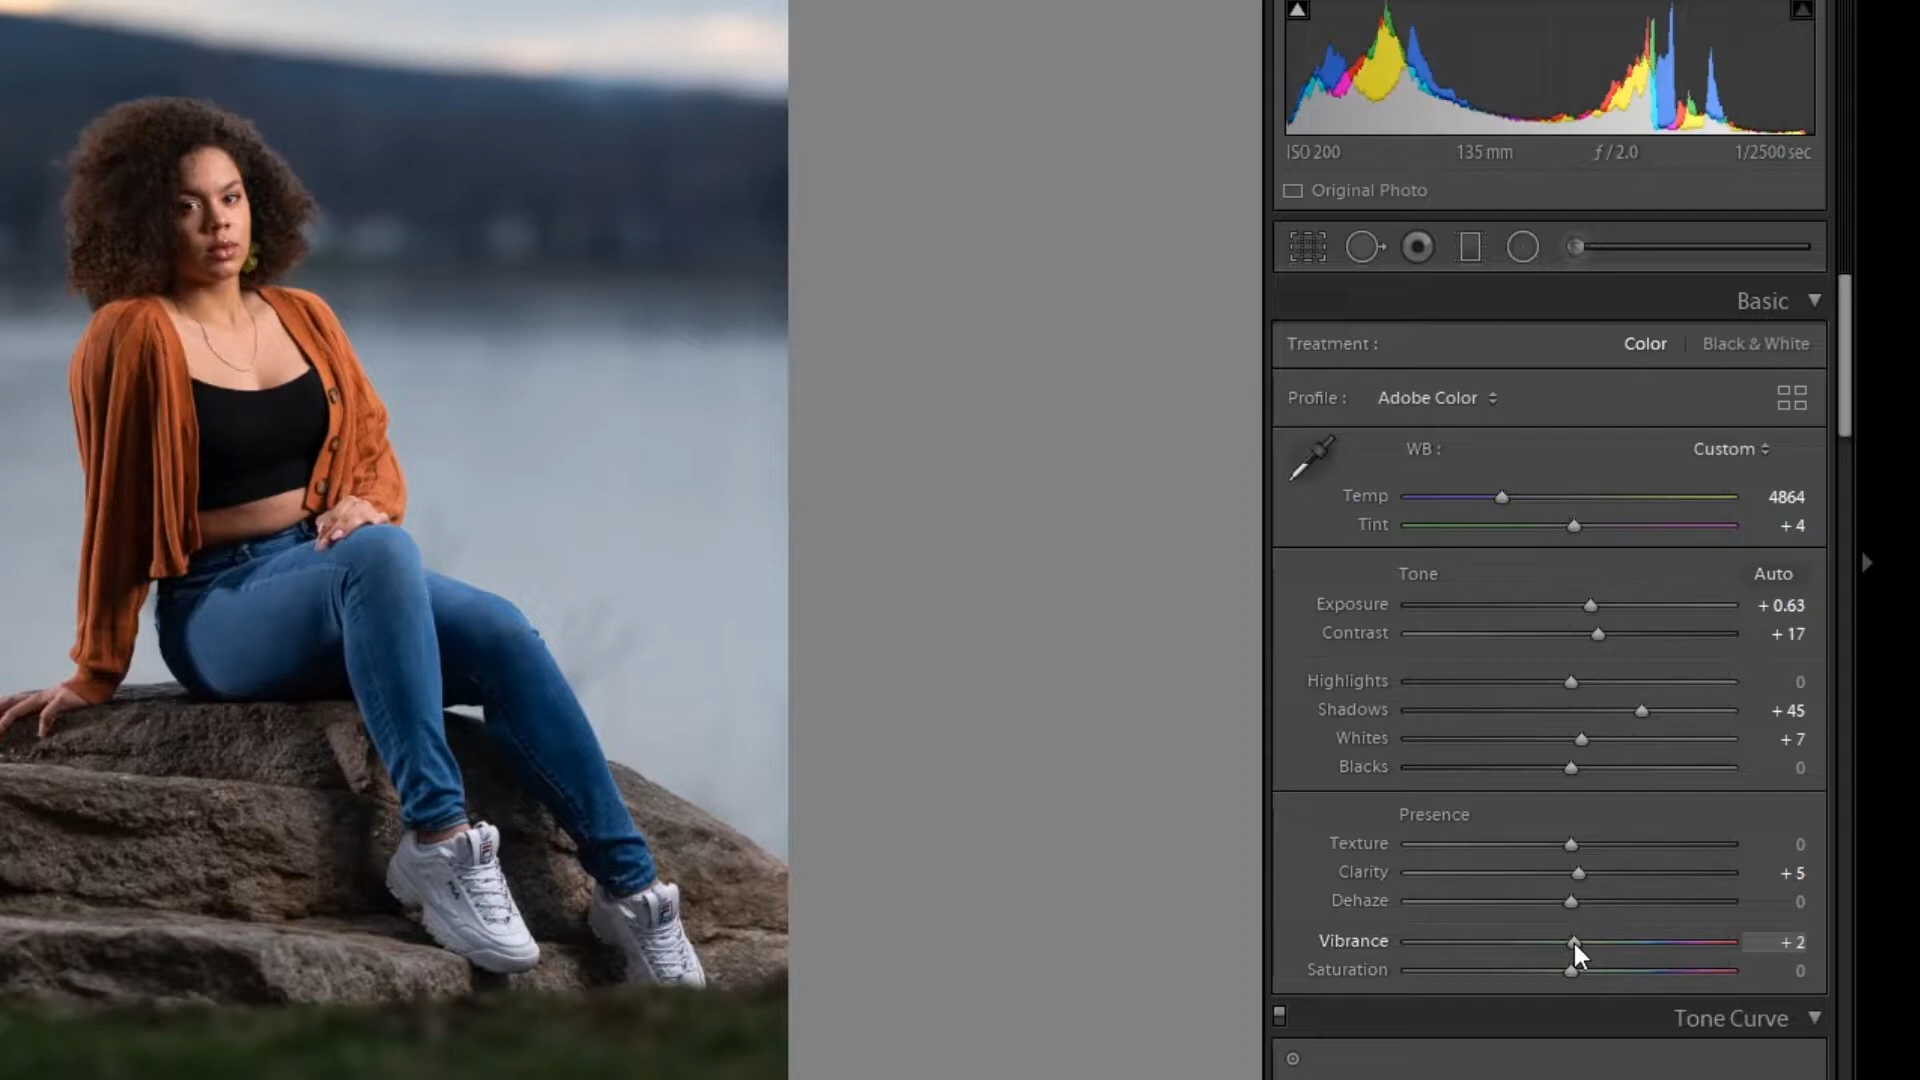 ISO 200 135 mm ƒ / 2.0 1/2500 sec
Original Photo
Basic
Treatment : Color Black & White
Profile : Adobe Color
WB : Custom
Temp 4864
Tint + 4
Tone Auto
Exposure + 0.63
Contrast + 17
Highlights 0
Shadows + 45
Whites + 7
Blacks 0
Presence
Texture 0
Clarity + 5
Dehaze 0
Vibrance + 2
Saturation 0
Tone Curve